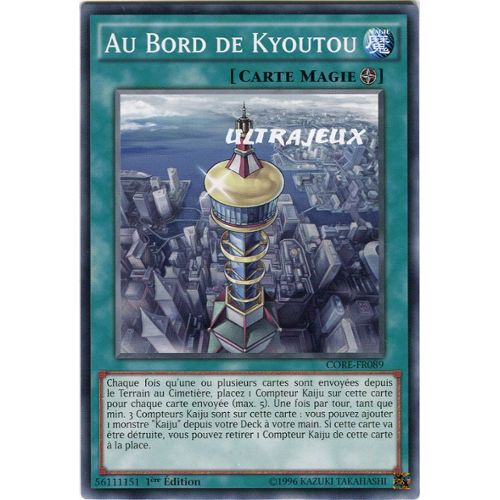 AU BORD DE KYOUTOU
MAGIE
魔
[CARTE MAGIE]
ULTRAJEUX
CORE-FR089
Chaque fois qu'une ou plusieurs cartes sont envoyées depuis
le Terrain au Cimetière, placez 1 Compteur Kaiju sur cette carte
pour chaque carte envoyée (max. 5). Une fois par tour, tant que
min. 3 Compteurs Kaiju sont sur cette carte : vous pouvez ajouter
1 monstre "Kaiju" depuis votre Deck à votre main. Si cette carte va
être détruite, vous pouvez retirer 1 Compteur Kaiju de cette carte
à la place.
56111151 1ère Édition ©1996 KAZUKI TAKAHASHI